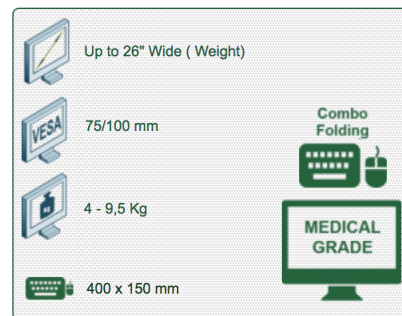 Up to 26" Wide ( Weight)
VESA
75/100 mm
Combo
Folding
KG
4 - 9,5 Kg
MEDICAL
GRADE
400 x 150 mm